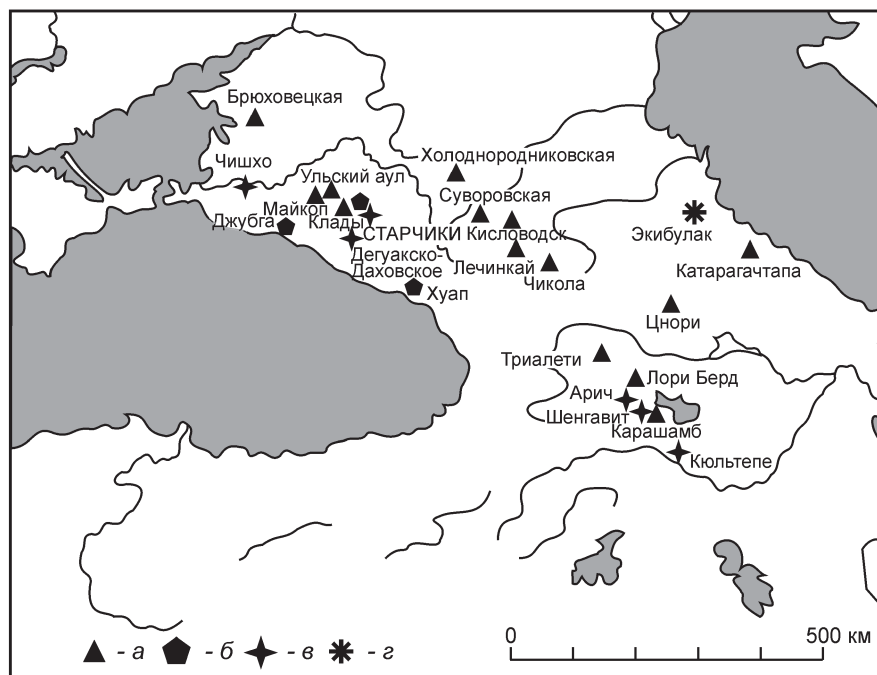 Брюховецкая
Чишхо
Холоднородниковская
Ульский аул
Суворовская
Майкоп
Джубга
Клады
СТАРЧИКИ
Кисловодск
Экибулак
Дегуакско-
Даховское
Лечинкай
Чикола
Катарагачтапа
Хуап
Цнори
Триалети
Лори Берд
Арич
Шенгавит
Карашамб
Кюльтепе
- а
- б
- в
- г
0
500 км